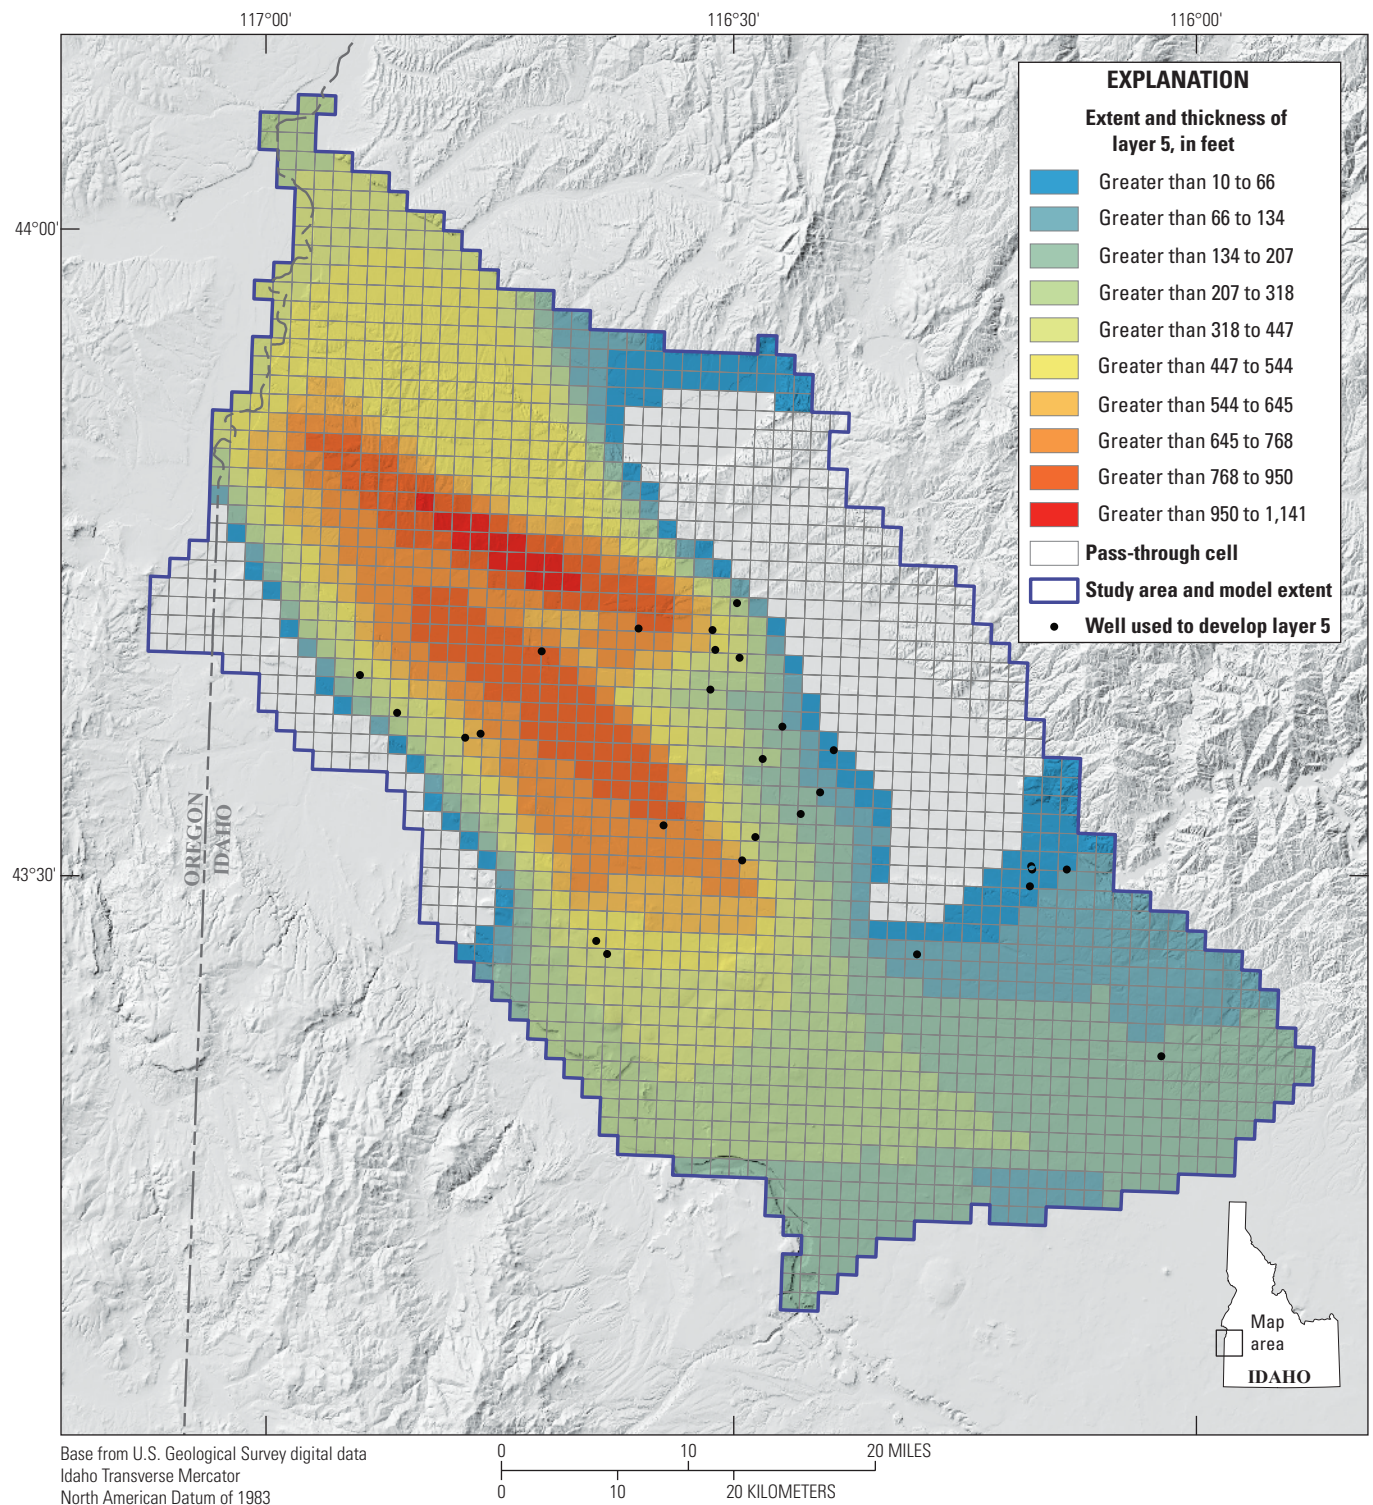 117°00'
116°30'
116°00'
44°00'
43°30'
EXPLANATION
Extent and thickness of
layer 5, in feet
Greater than 10 to 66
Greater than 66 to 134
Greater than 134 to 207
Greater than 207 to 318
Greater than 318 to 447
Greater than 447 to 544
Greater than 544 to 645
Greater than 645 to 768
Greater than 768 to 950
Greater than 950 to 1,141
Pass-through cell
Study area and model extent
Well used to develop layer 5
OREGON
IDAHO
Map
area
IDAHO
Base from U.S. Geological Survey digital data
Idaho Transverse Mercator
North American Datum of 1983
0 10 20 MILES
0 10 20 KILOMETERS